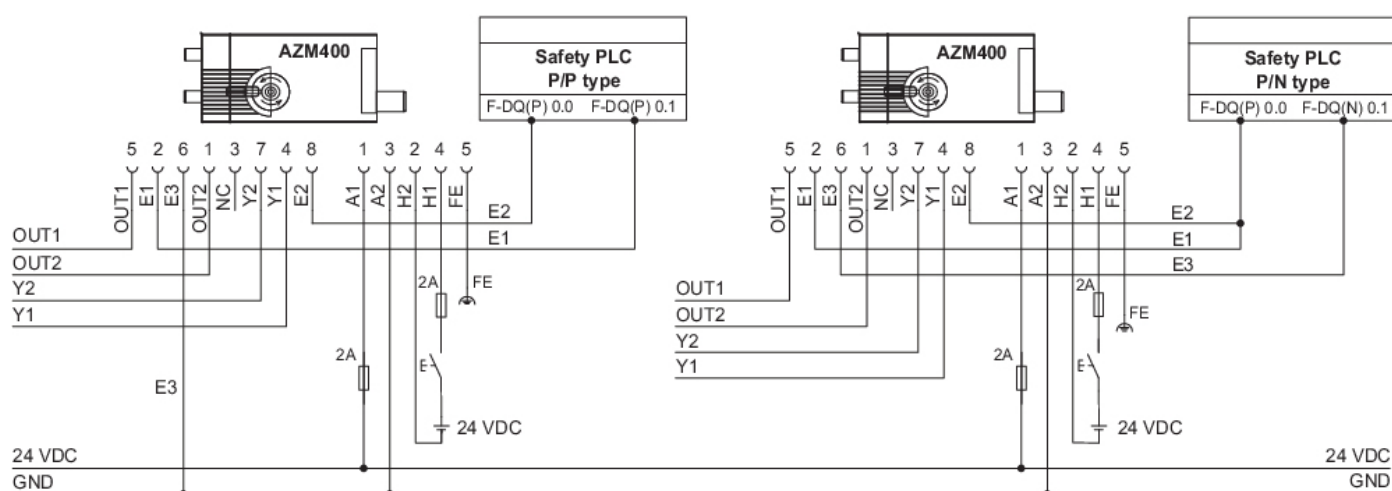 AZM400
Safety PLC
P/P type
F-DQ(P) 0.0 F-DQ(P) 0.1
5 2 6 1 3 7 4 8 1 3 2 4 5
OUT1 E1 E3 OUT2 NC Y2 Y1 E2 A1 A2 H2 H1 FE
E2
E1
OUT1
OUT2
Y2
Y1
2A
FE
2A
E3
E
24 VDC
AZM400
Safety PLC
P/N type
F-DQ(P) 0.0 F-DQ(N) 0.1
5 2 6 3 1 7 4 8 1 3 2 4 5
OUT1 E1 E3 OUT2 NC Y2 Y1 E2 A1 A2 H2 H1 FE
E2
E1
E3
OUT1
OUT2
Y2
Y1
2A
FE
2A
E
24 VDC
24 VDC 24 VDC
GND GND